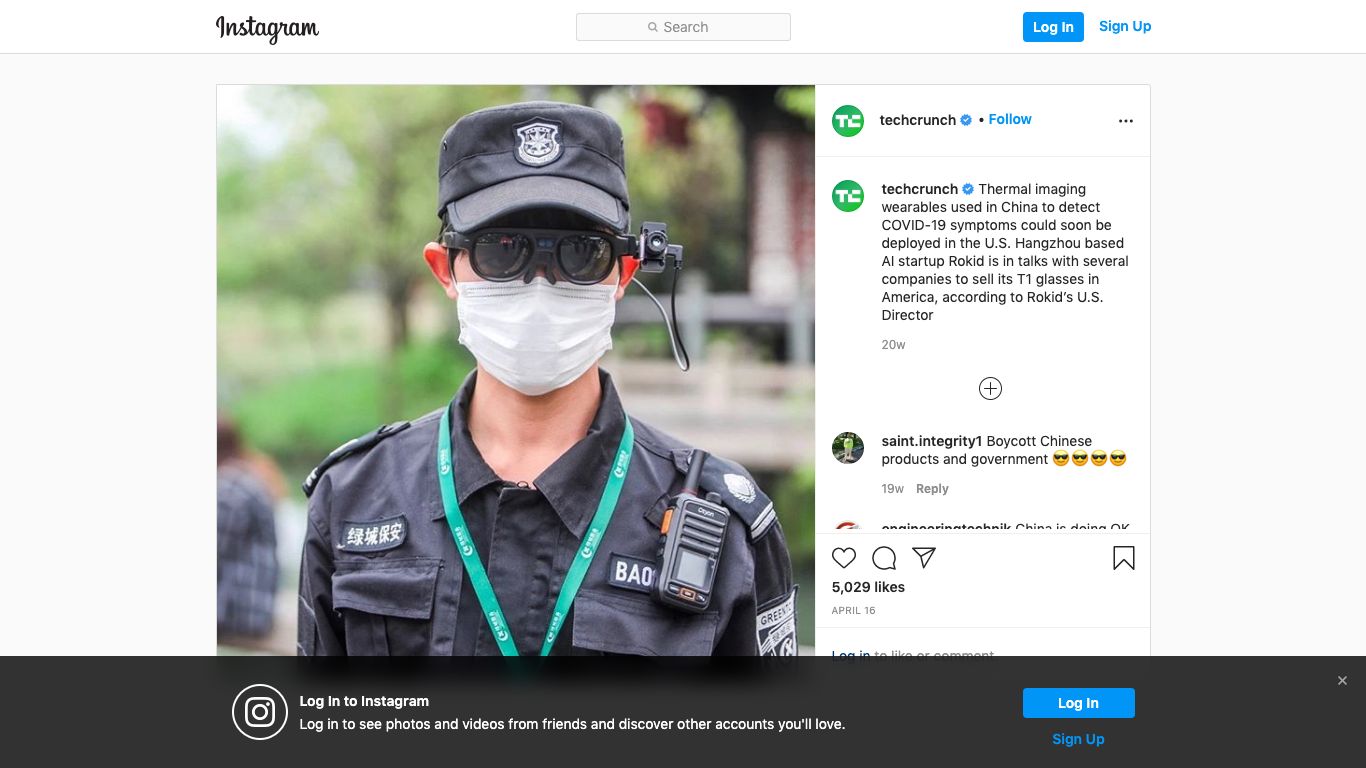 Instagram
Search
Log In
Sign Up
techcrunch • Follow
techcrunch Thermal imaging
wearables used in China to detect
COVID-19 symptoms could soon be
deployed in the U.S. Hangzhou based
AI startup Rokid is in talks with several
companies to sell its T1 glasses in
America, according to Rokid’s U.S.
Director
20w
saint.integrity1 Boycott Chinese
products and government 😎😎😎😎
19w Reply
engineeringtechnik China is doing OK
5,029 likes
APRIL 16
Log in to like or comment.
绿城保安
BAO
GREENTO
TC
TC
Log In to Instagram
Log in to see photos and videos from friends and discover other accounts you'll love.
Log In
Sign Up